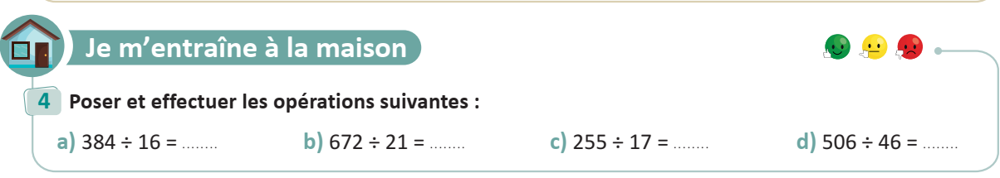 Je m'entraîne à la maison
4 Poser et effectuer les opérations suivantes :
a) 384 ÷ 16 = ........ b) 672 ÷ 21 = ........ c) 255 ÷ 17 = ........ d) 506 ÷ 46 = ........